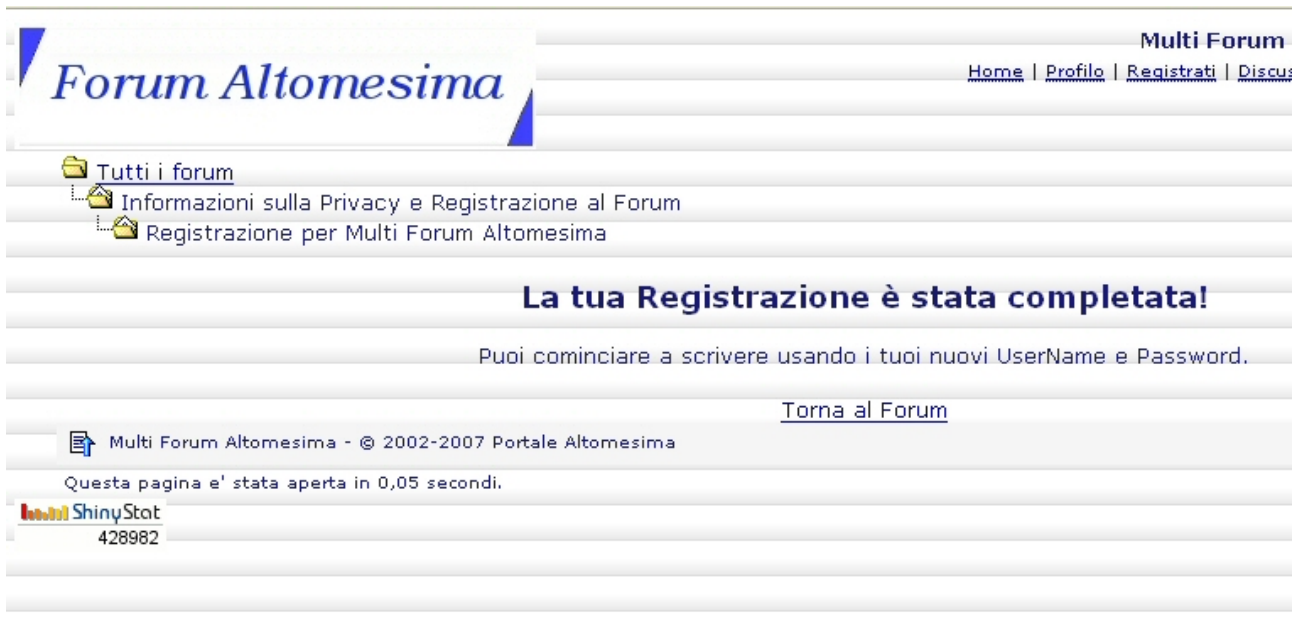 Multi Forum
Forum Altomesima
Home | Profilo | Registrati |
Tutti i forum
Informazioni sulla Privacy e Registrazione al Forum
Registrazione per Multi Forum Altomesima
La tua Registrazione è stata completata!
Puoi cominciare a scrivere usando i tuoi nuovi UserName e Password.
Torna al Forum
Multi Forum Altomesima - © 2002-2007 Portale Altomesima
Questa pagina e' stata aperta in 0,05 secondi.
ShinyStat
428982